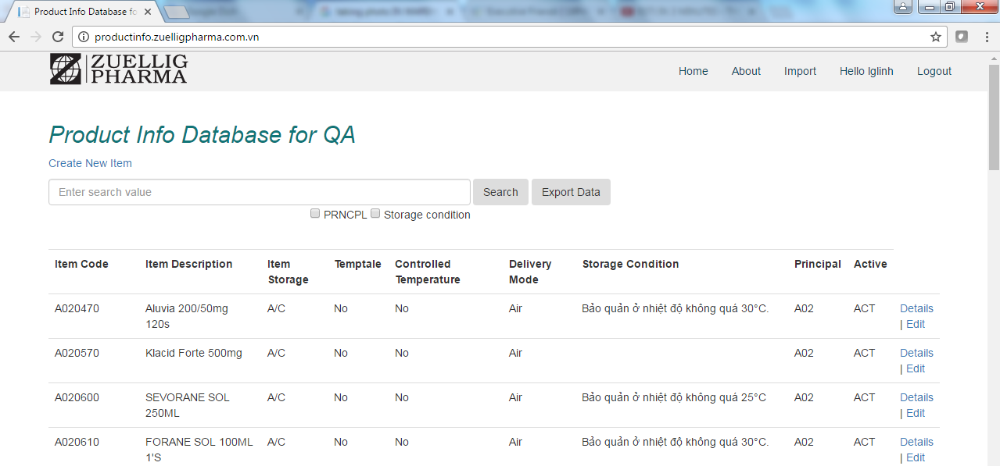 Product Info Database fo
productinfo.zuelligpharma.com.vn
ZUELLIG
PHARMA
Home About Import Hello lglinh Logout
Product Info Database for QA
Create New Item
Enter search value Search Export Data
PRNCPL Storage condition
Item Code Item Description Item Storage Temptale Controlled Temperature Delivery Mode Storage Condition Principal Active
A020470 Aluvia 200/50mg 120s A/C No No Air Bảo quản ở nhiệt độ không quá 30°C. A02 ACT Details | Edit
A020570 Klacid Forte 500mg A/C No No Air A02 ACT Details | Edit
A020600 SEVORANE SOL 250ML A/C No No Air Bảo quản ở nhiệt độ không quá 25°C A02 ACT Details | Edit
A020610 FORANE SOL 100ML 1'S A/C No No Air Bảo quản ở nhiệt độ không quá 30°C. A02 ACT Details | Edit